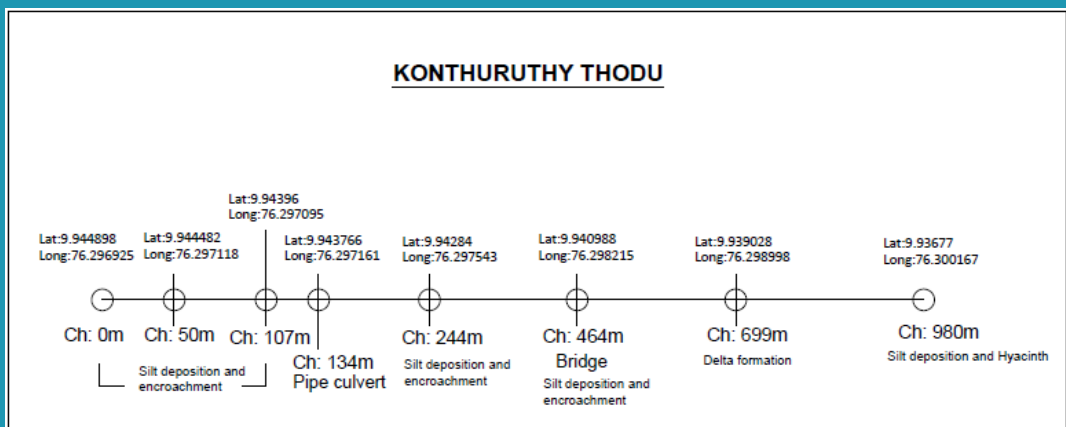 KONTHURUTHY THODU
Lat:9.94396
Long:76.297095
Lat:9.944898
Long:76.296925
Lat:9.944482
Long:76.297118
Lat:9.943766
Long:76.297161
Lat:9.94284
Long:76.297543
Lat:9.940988
Long:76.298215
Lat:9.939028
Long:76.298998
Lat:9.93677
Long:76.300167
Ch: 0m
Ch: 50m
Ch: 107m
Silt deposition and
encroachment
Ch: 134m
Pipe culvert
Ch: 244m
Silt deposition and
encroachment
Ch: 464m
Bridge
Silt deposition and
encroachment
Ch: 699m
Delta formation
Ch: 980m
Silt deposition and Hyacinth